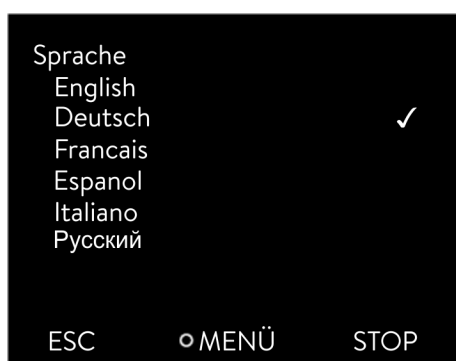 Sprache
English
Deutsch ✓
Francais
Espanol
Italiano
Русский
ESC MENÜ STOP